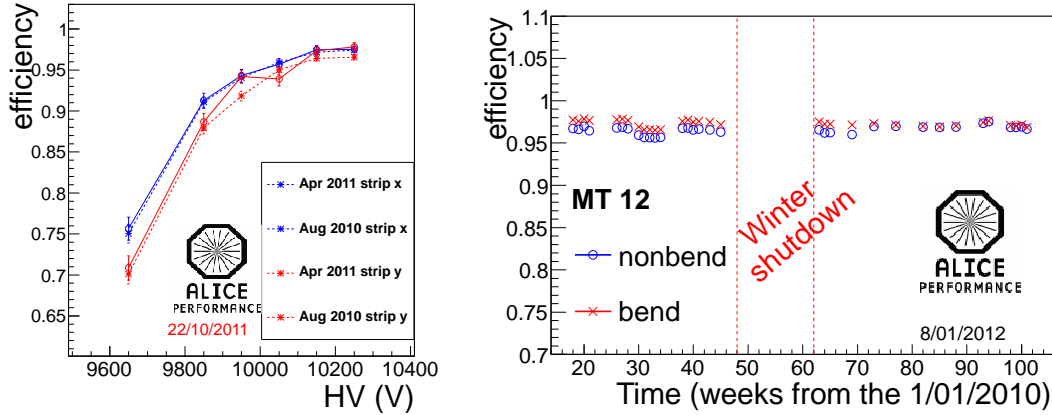 efficiency
1
0.95
0.9
0.85
0.8
0.75
0.7
0.65
9600
9800
10000
10200
10400
HV (V)
Apr 2011 strip x
Aug 2010 strip x
Apr 2011 strip y
Aug 2010 strip y
ALICE
PERFORMANCE
22/10/2011
efficiency
1.1
1.05
1
0.95
0.9
0.85
0.8
0.75
0.7
20
30
40
50
60
70
80
90
100
Time (weeks from the 1/01/2010)
MT 12
nonbend
bend
Winter
shutdown
ALICE
PERFORMANCE
8/01/2012